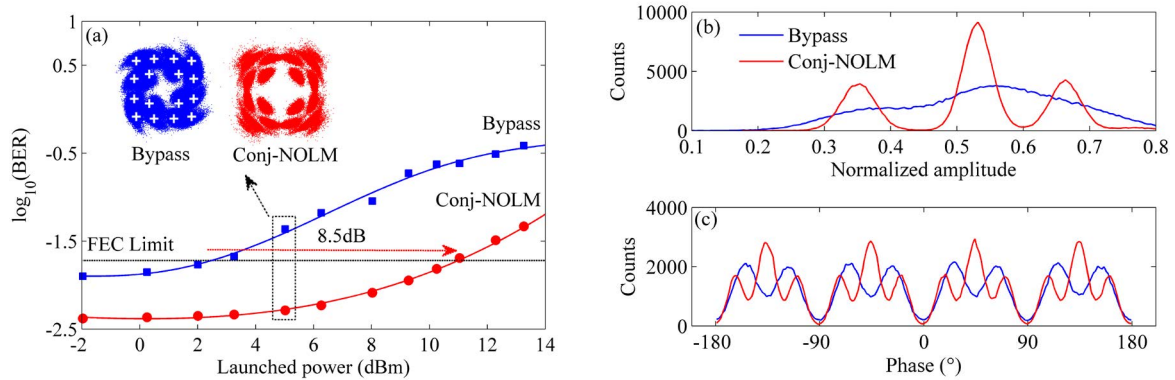 (a)
1
0.5
-0.5
-1.5
-2.5
log10(BER)
Bypass
Conj-NOLM
Bypass
Conj-NOLM
FEC Limit
8.5dB
-2
0
2
4
6
8
10
12
14
Launched power (dBm)
(b)
10000
5000
0
Counts
Bypass
Conj-NOLM
0.1
0.2
0.3
0.4
0.5
0.6
0.7
0.8
Normalized amplitude
(c)
4000
2000
0
Counts
-180
-90
0
90
180
Phase (°)